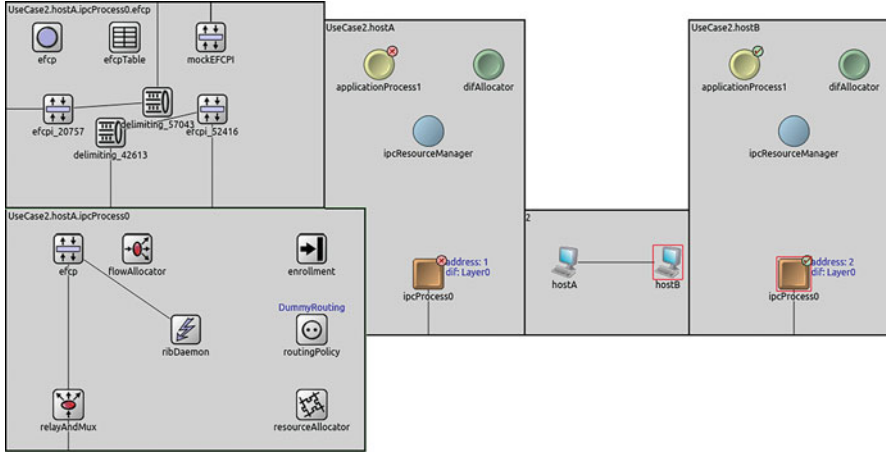 UseCase2.hostA.ipcProcess0.efcp
efcp
efcpTable
mockEFCPI
efcpi_20757
delimiting_57043
efcpi_52416
delimiting_42613
UseCase2.hostA
applicationProcess1
difAllocator
ipcResourceManager
address: 1
dif: Layer0
ipcProcess0
UseCase2.hostB
applicationProcess1
difAllocator
ipcResourceManager
address: 2
dif: Layer0
ipcProcess0
2
hostA
hostB
UseCase2.hostA.ipcProcess0
efcp
flowAllocator
enrollment
DummyRouting
ribDaemon
routingPolicy
relayAndMux
resourceAllocator